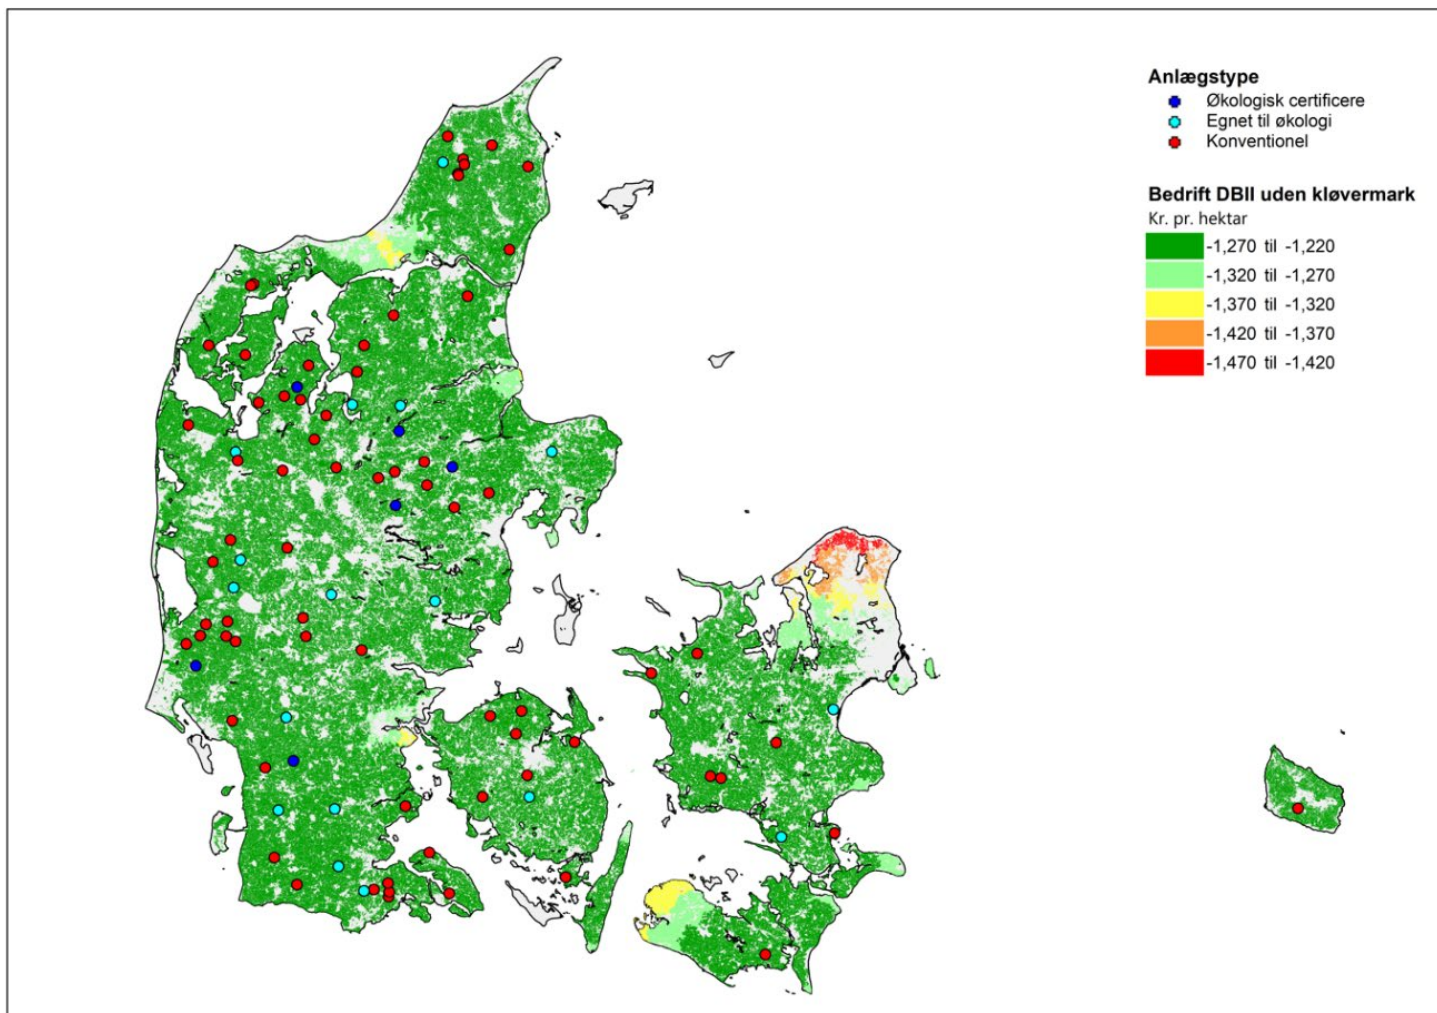 Anlægstype
Økologisk certificere
Egnet til økologi
Konventionel
Bedrift DBII uden kløvermark
Kr. pr. hektar
-1,270 til -1,220
-1,320 til -1,270
-1,370 til -1,320
-1,420 til -1,370
-1,470 til -1,420